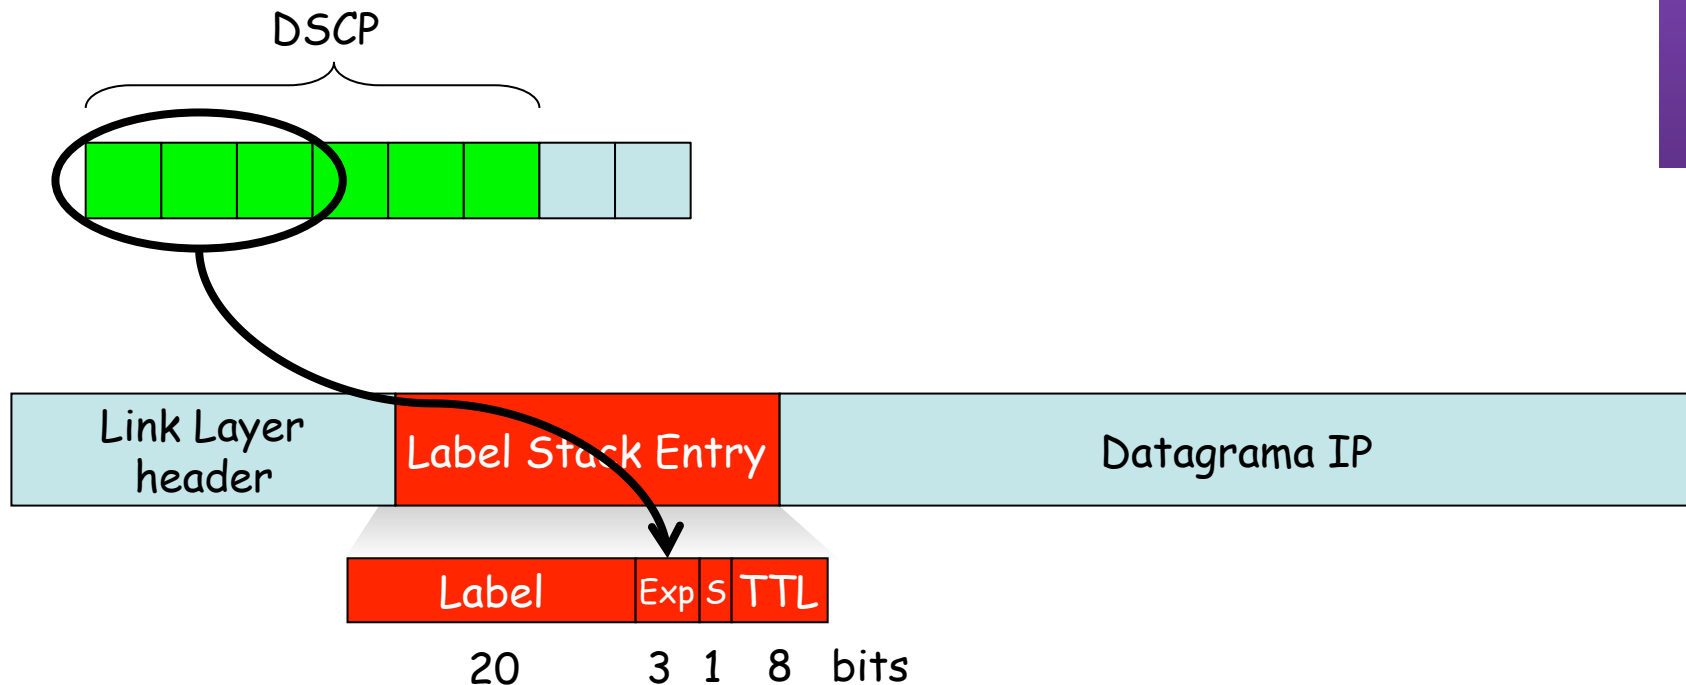 DSCP
Link Layer
header
Label Stack Entry
Datagrama IP
Label Exp S TTL
20 3 1 8 bits